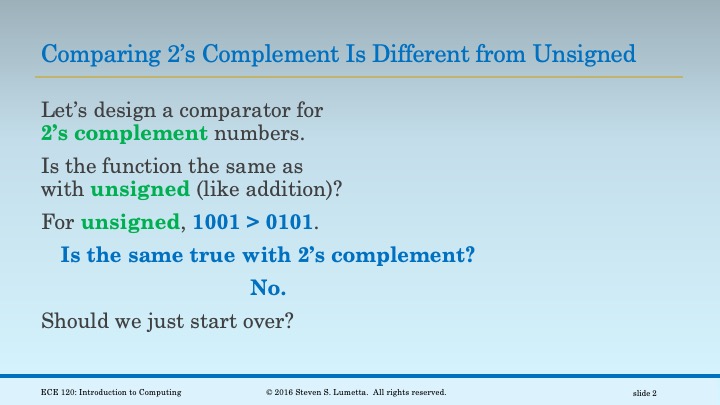 Comparing 2’s Complement Is Different from Unsigned
Let’s design a comparator for
2’s complement numbers.
Is the function the same as
with unsigned (like addition)?
For unsigned, 1001 > 0101.
Is the same true with 2’s complement?
No.
Should we just start over?
ECE 120: Introduction to Computing
© 2016 Steven S. Lumetta.  All rights reserved.
slide 2